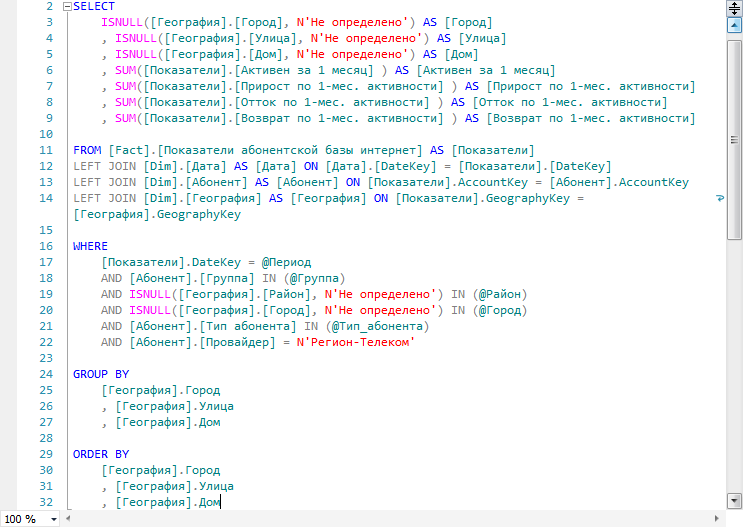 2 SELECT
3 ISNULL([География].[Город], N'Не определено') AS [Город]
4 , ISNULL([География].[Улица], N'Не определено') AS [Улица]
5 , ISNULL([География].[Дом], N'Не определено') AS [Дом]
6 , SUM([Показатели].[Активен за 1 месяц] ) AS [Активен за 1 месяц]
7 , SUM([Показатели].[Прирост по 1-мес. активности] ) AS [Прирост по 1-мес. активности]
8 , SUM([Показатели].[Отток по 1-мес. активности] ) AS [Отток по 1-мес. активности]
9 , SUM([Показатели].[Возврат по 1-мес. активности] ) AS [Возврат по 1-мес. активности]
10
11 FROM [Fact].[Показатели абонентской базы интернет] AS [Показатели]
12 LEFT JOIN [Dim].[Дата] AS [Дата] ON [Дата].[DateKey] = [Показатели].[DateKey]
13 LEFT JOIN [Dim].[Абонент] AS [Абонент] ON [Показатели].AccountKey = [Абонент].AccountKey
14 LEFT JOIN [Dim].[География] AS [География] ON [Показатели].GeographyKey =
[География].GeographyKey
15
16 WHERE
17 [Показатели].DateKey = @Период
18 AND [Абонент].[Группа] IN (@Группа)
19 AND ISNULL([География].[Район], N'Не определено') IN (@Район)
20 AND ISNULL([География].[Город], N'Не определено') IN (@Город)
21 AND [Абонент].[Тип абонента] IN (@Тип_абонента)
22 AND [Абонент].[Провайдер] = N'Регион-Телеком'
23
24 GROUP BY
25 [География].Город
26 , [География].Улица
27 , [География].Дом
28
29 ORDER BY
30 [География].Город
31 , [География].Улица
32 , [География].Дом
100 %